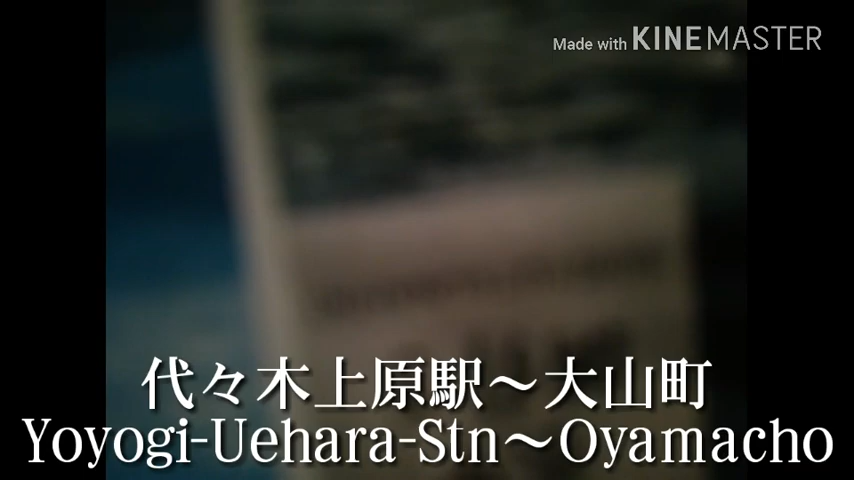 Made with KINEMASTER
代々木上原駅～大山町
Yoyogi-Uehara-Stn～Oyamacho